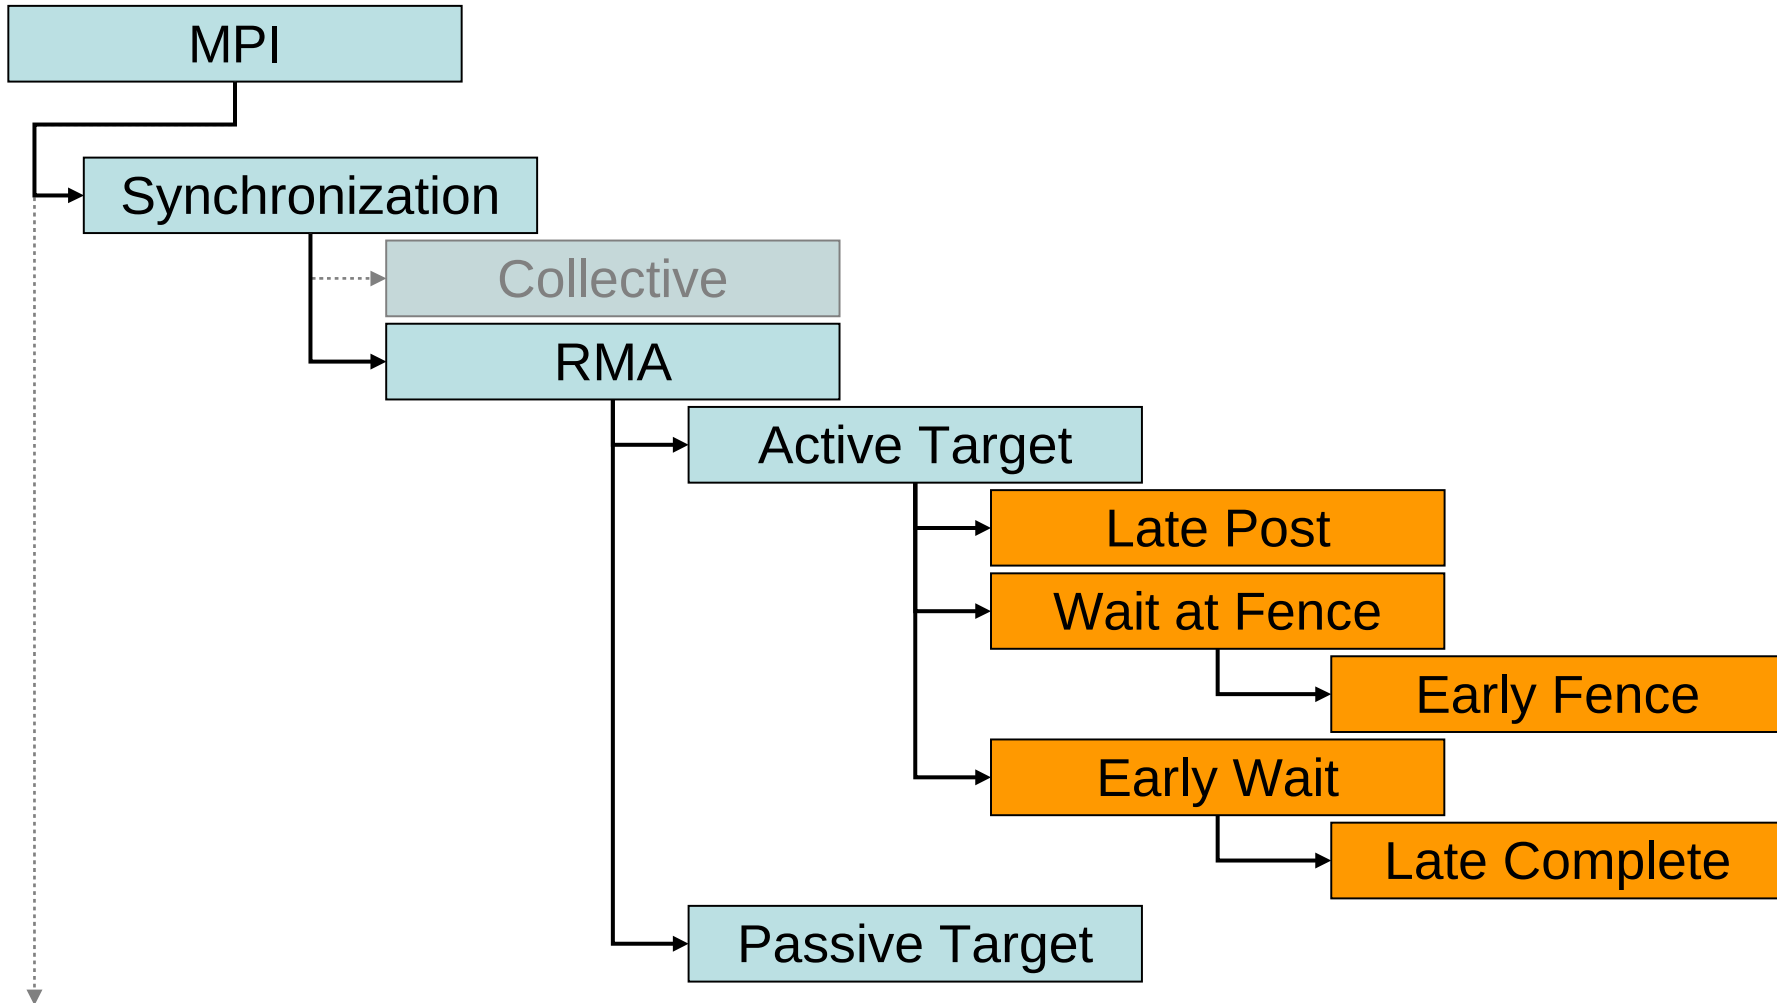 MPI
Synchronization
Collective
RMA
Active Target
Late Post
Wait at Fence
Early Fence
Early Wait
Late Complete
Passive Target